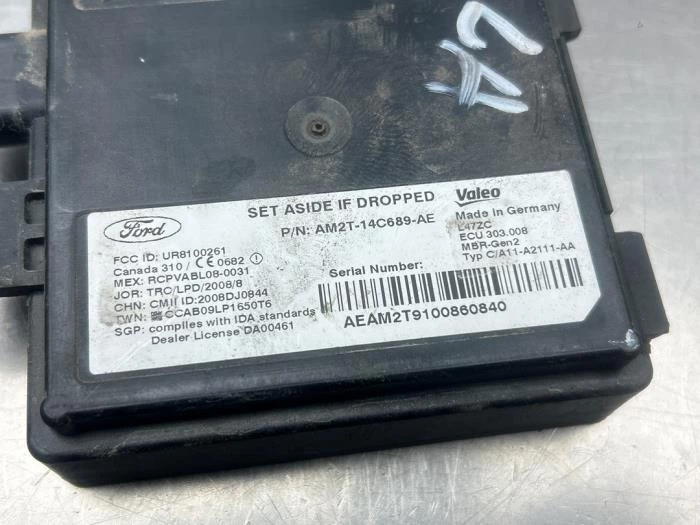 LA
Ford
SET ASIDE IF DROPPED
Valeo
P/N: AM2T-14C689-AE
Made in Germany
L47ZC
ECU 303.008
MBR-Gen2
Typ C/A11-A2111-AA
FCC ID: UR8100261
Canada 310 / CE 0682
MEX: RCPVABL08-0031
JOR: TRC/LPD/2008/8
CHN: CMII ID:2008DJ0844
TWN: CCAB09LP1650T6
SGP: complies with IDA standards
Dealer License DA00461
Serial Number:
AEAM2T9100860840